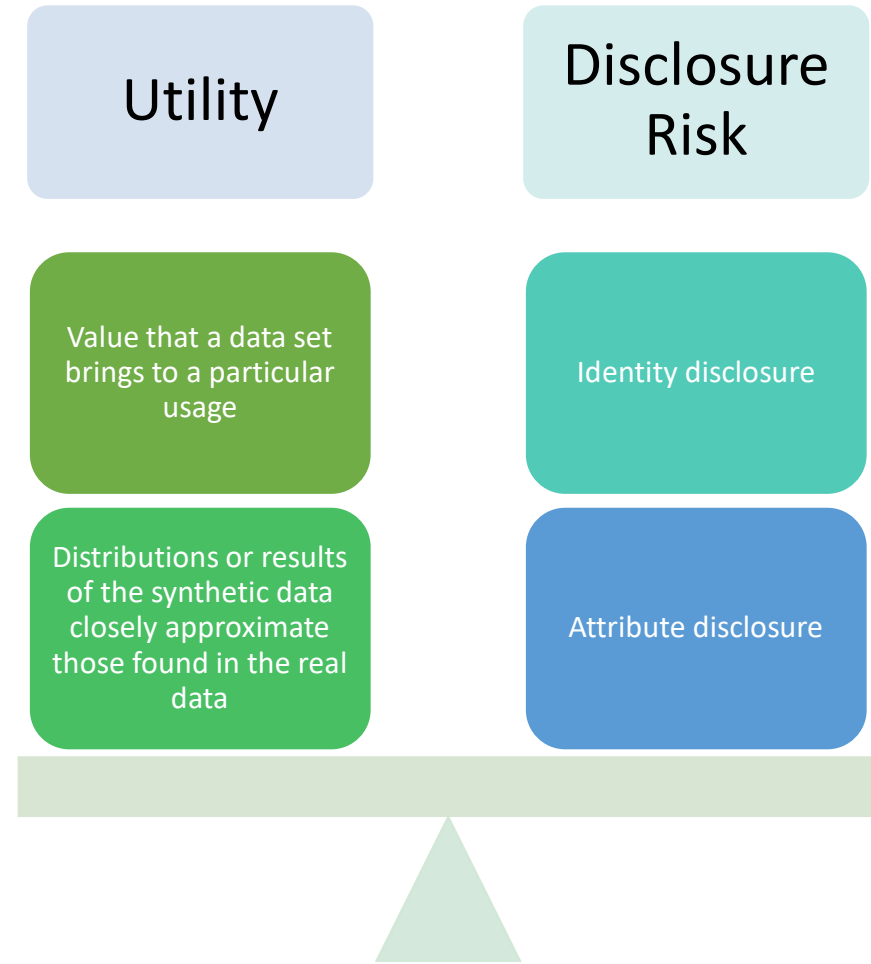 Utility
Disclosure
Risk
Value that a data set
brings to a particular
usage
Identity disclosure
Distributions or results
of the synthetic data
closely approximate
those found in the real
data
Attribute disclosure